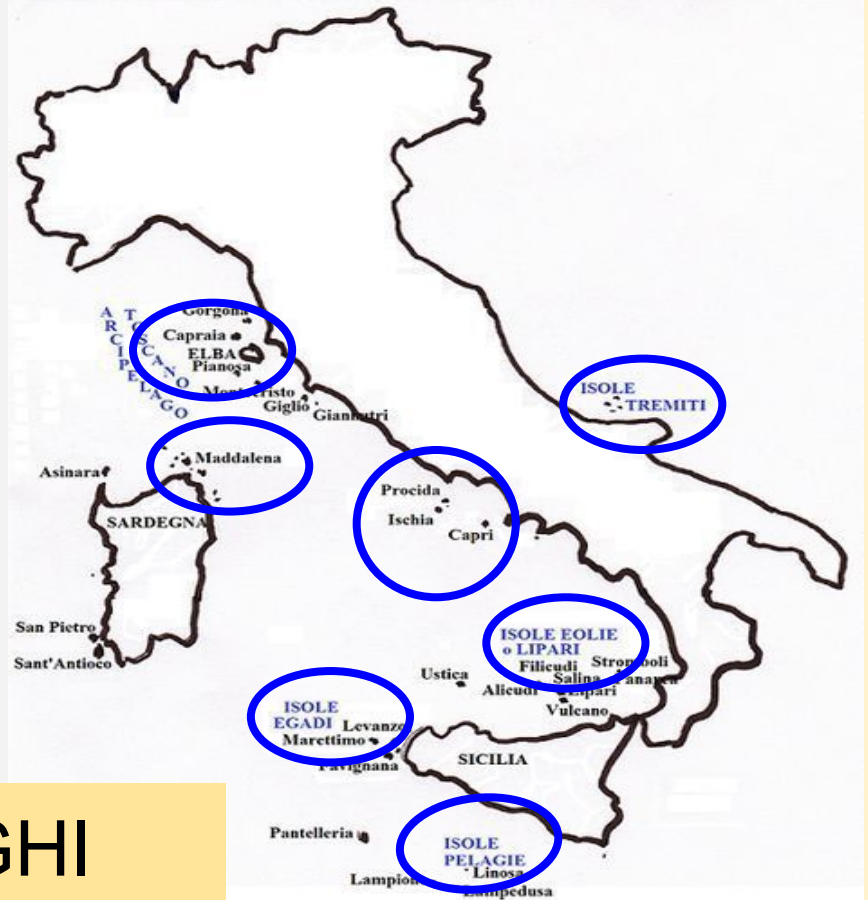 Gorgona
ARCIPELAGO
TOSCANO
Capraia
ELBA
Pianosa
Montecristo
Giglio
Giannutri
ISOLE
TREMITI
Maddalena
Asinara
SARDEGNA
Procida
Ischia
Capri
San Pietro
Sant'Antioco
ISOLE EOLIE
o LIPARI
Filicudi
Stromboli
Ustica
Salina
Panarea
Alicudi
Lipari
Vulcano
ISOLE
EGADI
Levanzo
Marettimo
Favignana
SICILIA
GHI
Pantelleria
ISOLE
PELAGIE
Linosa
Lampione
Lampedusa